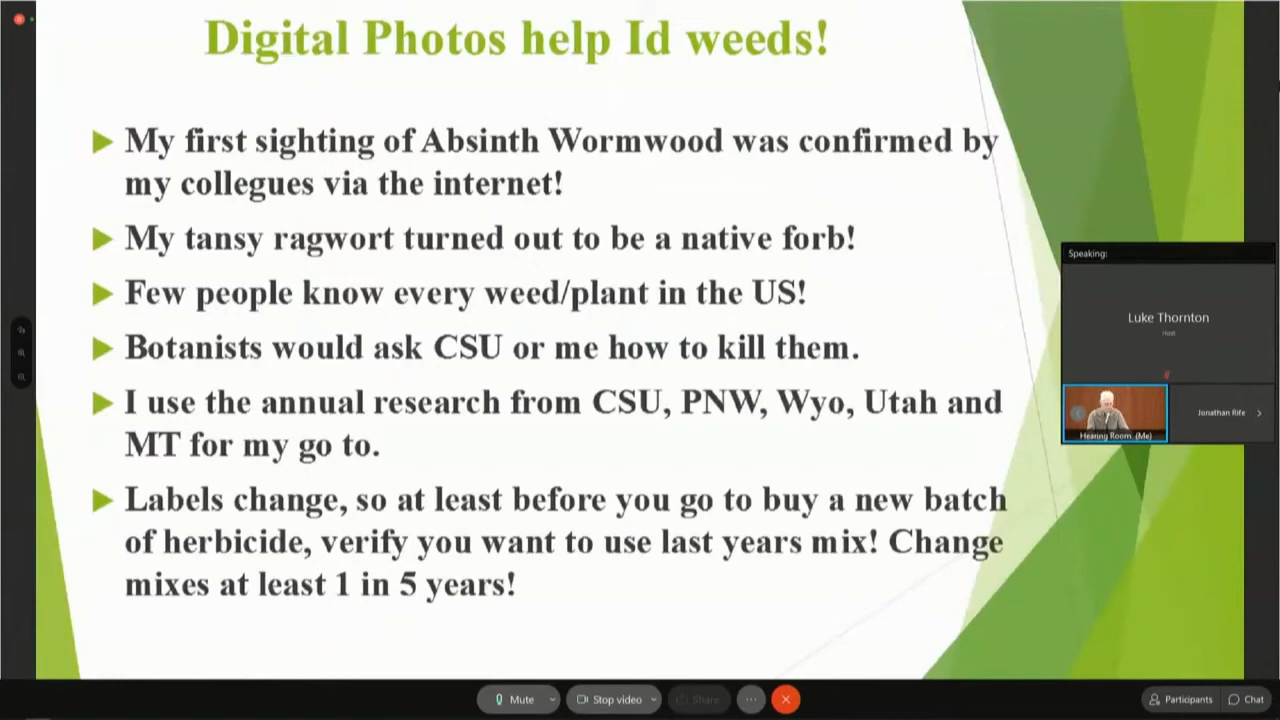 Digital Photos help Id weeds!
My first sighting of Absinth Wormwood was confirmed by
my collegues via the internet!
My tansy ragwort turned out to be a native forb!
Few people know every weed/plant in the US!
Botanists would ask CSU or me how to kill them.
I use the annual research from CSU, PNW, Wyo, Utah and
MT for my go to.
Labels change, so at least before you go to buy a new batch
of herbicide, verify you want to use last years mix! Change
mixes at least 1 in 5 years!
Speaking:
Luke Thornton
Host
Hearing Room (Me)
Jonathan Rife
Mute
Stop video
Share
Participants
Chat